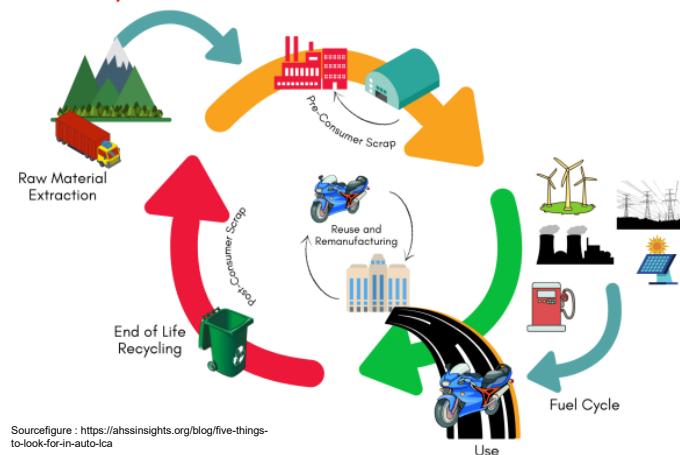 Pre-Consumer Scrap
Raw Material
Extraction
Reuse and
Remanufacturing
Post-Consumer Scrap
End of Life
Recycling
Fuel Cycle
Use
Sourcefigure : https://ahssinsights.org/blog/five-things-
to-look-for-in-auto-lca